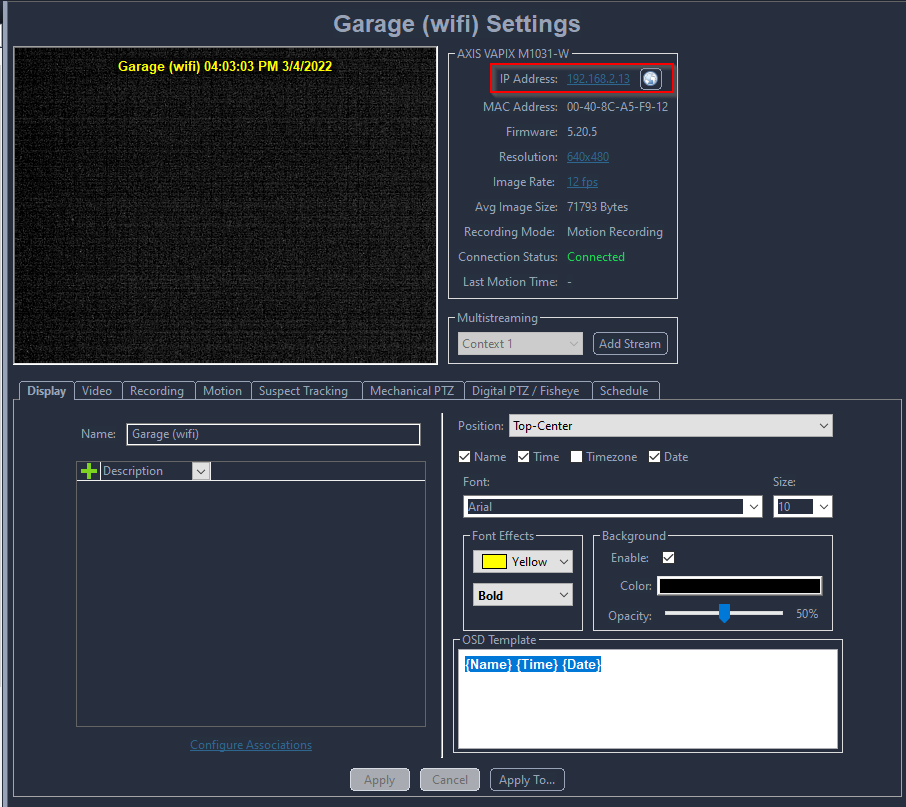 Garage (wifi) Settings
Garage (wifi) 04:03:03 PM 3/4/2022
AXIS VAPIX M1031-W
IP Address: 192.168.2.13
MAC Address: 00-40-8C-A5-F9-12
Firmware: 5.20.5
Resolution: 640x480
Image Rate: 12 fps
Avg Image Size: 71793 Bytes
Recording Mode: Motion Recording
Connection Status: Connected
Last Motion Time: -
Multistreaming
Context 1 Add Stream
Display Video Recording Motion Suspect Tracking Mechanical PTZ Digital PTZ / Fisheye Schedule
Name: Garage (wifi)
Description
Configure Associations
Position: Top-Center
Name Time Timezone Date
Font: Size:
Arial 10
Font Effects
Yellow
Bold
Background
Enable:
Color:
Opacity: 50%
OSD Template
{Name} {Time} {Date}
Apply Cancel Apply To...